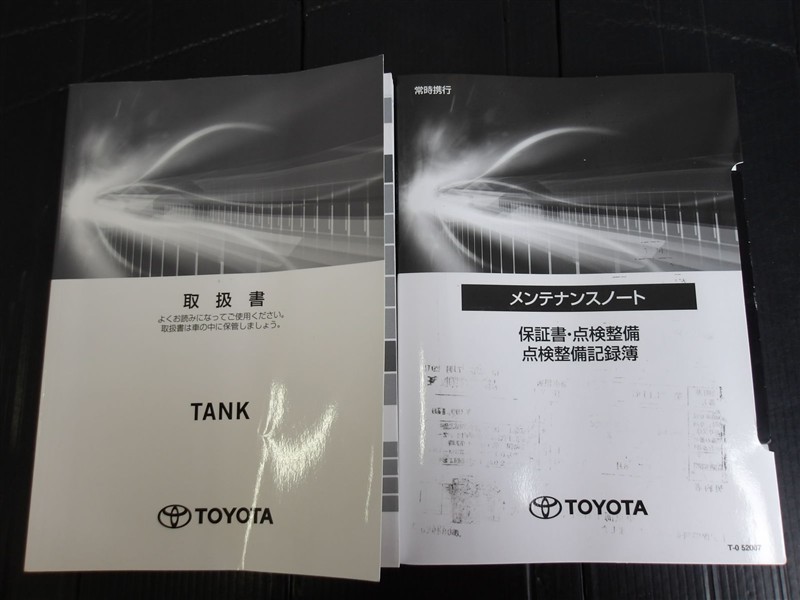 取扱書
よくお読みになってご使用ください。
取扱書は車の中に保管しましょう。
TANK
TOYOTA
常時携行
メンテナンスノート
保証書・点検整備
点検整備記録簿
TOYOTA
T-0 52007